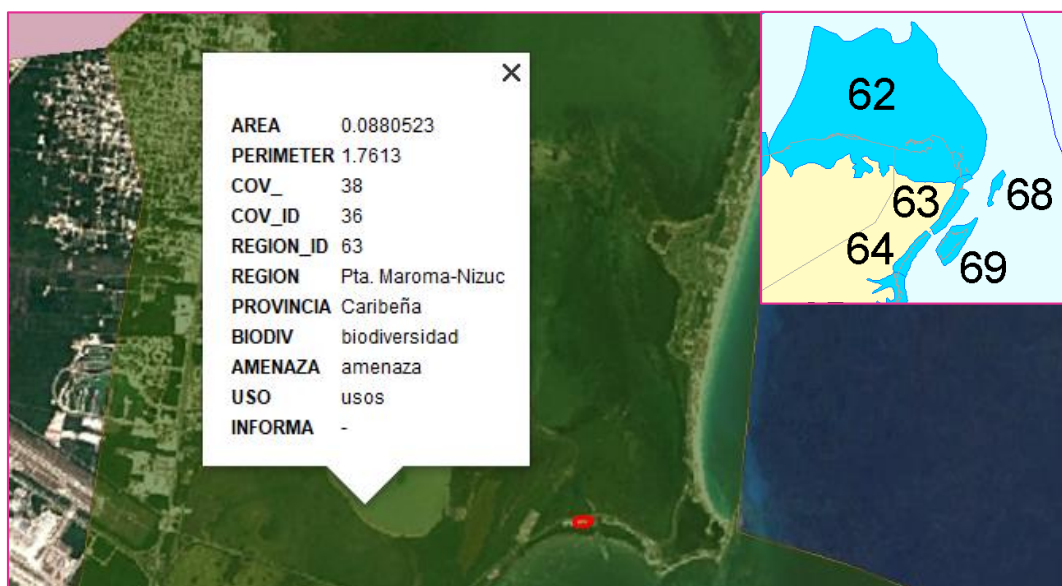 ×
AREA 0.0880523
PERIMETER 1.7613
COV_ 38
COV_ID 36
REGION_ID 63
REGION Pta. Maroma-Nizuc
PROVINCIA Caribeña
BIODIV biodiversidad
AMENAZA amenaza
USO usos
INFORMA -
62
63
68
64
69